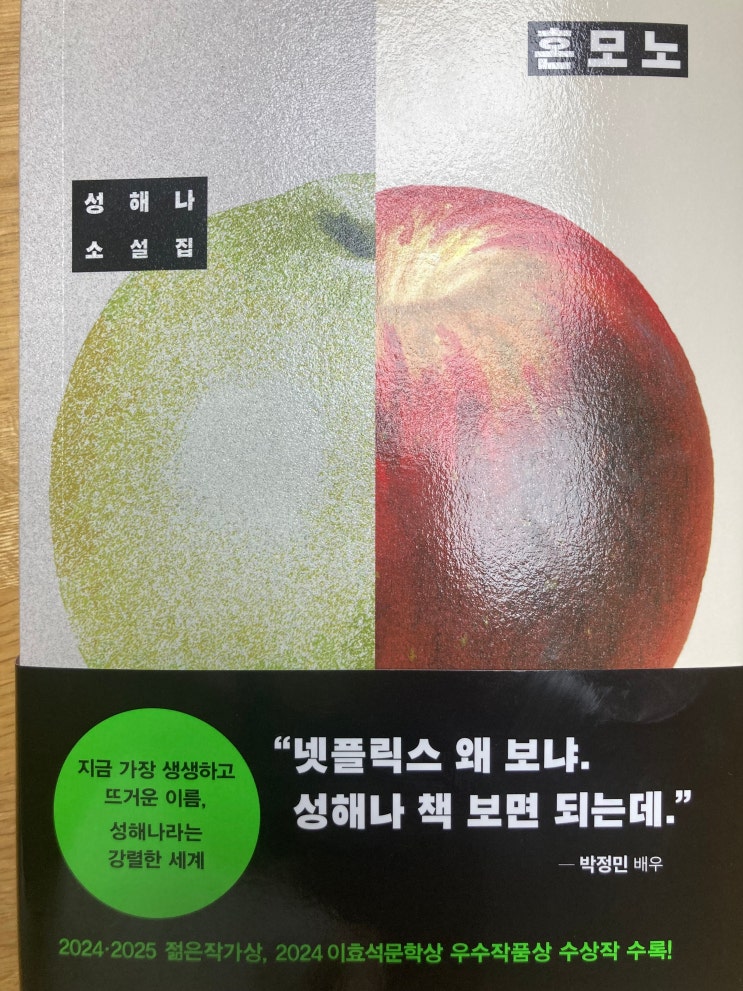 혼모노
성해나
소설집
지금 가장 생생하고
뜨거운 이름,
성해나라는
강렬한 세계
“넷플릭스 왜 보냐.
성해나 책 보면 되는데.”
— 박정민 배우
2024·2025 젊은작가상, 2024 이효석문학상 우수작품상 수상작 수록!